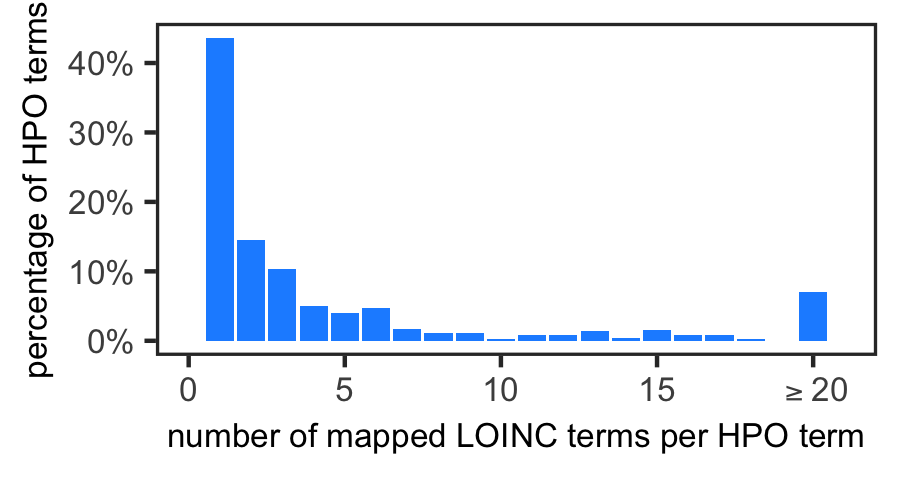 percentage of HPO terms
40%
30%
20%
10%
0%
0 5 10 15 ≥ 20
number of mapped LOINC terms per HPO term